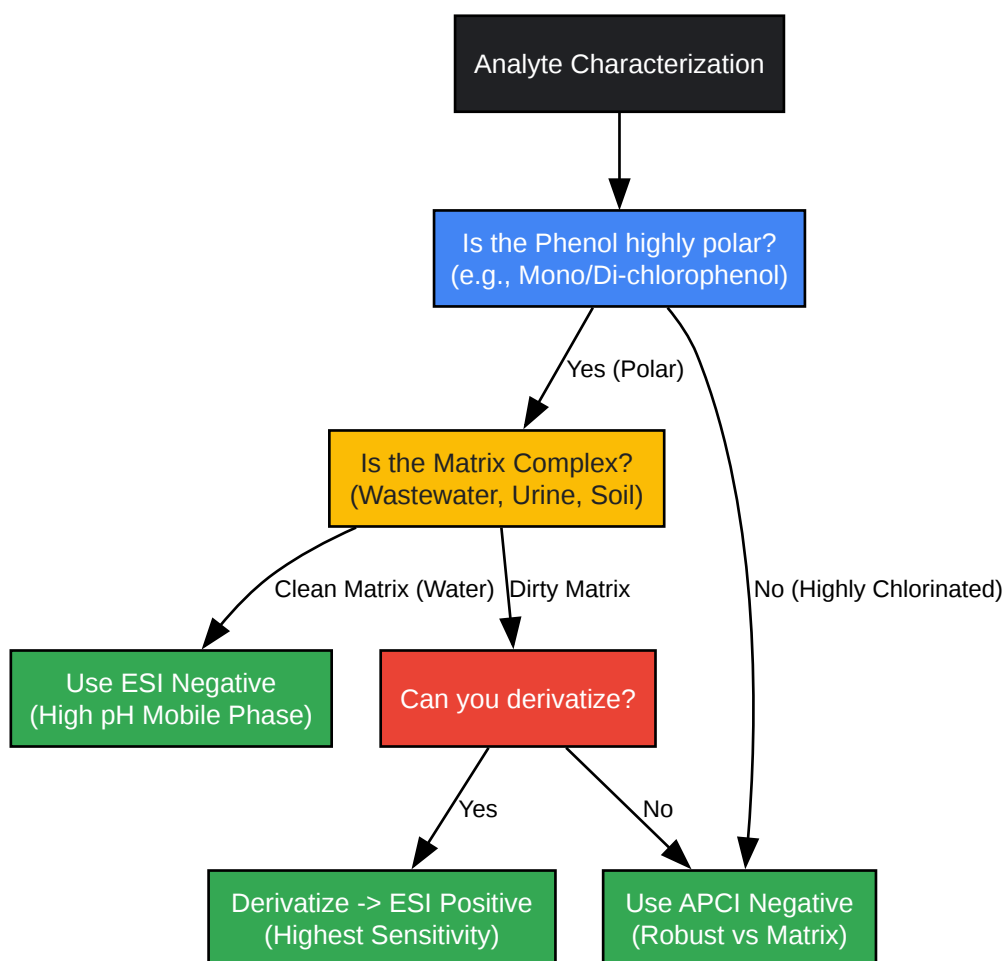 Analyte Characterization
Is the Phenol highly polar?
(e.g., Mono/Di-chlorophenol)
Yes (Polar)
Is the Matrix Complex?
(Wastewater, Urine, Soil)
Clean Matrix (Water)
Dirty Matrix
No (Highly Chlorinated)
Use ESI Negative
(High pH Mobile Phase)
Can you derivatize?
Yes
No
Derivatize -> ESI Positive
(Highest Sensitivity)
Use APCI Negative
(Robust vs Matrix)